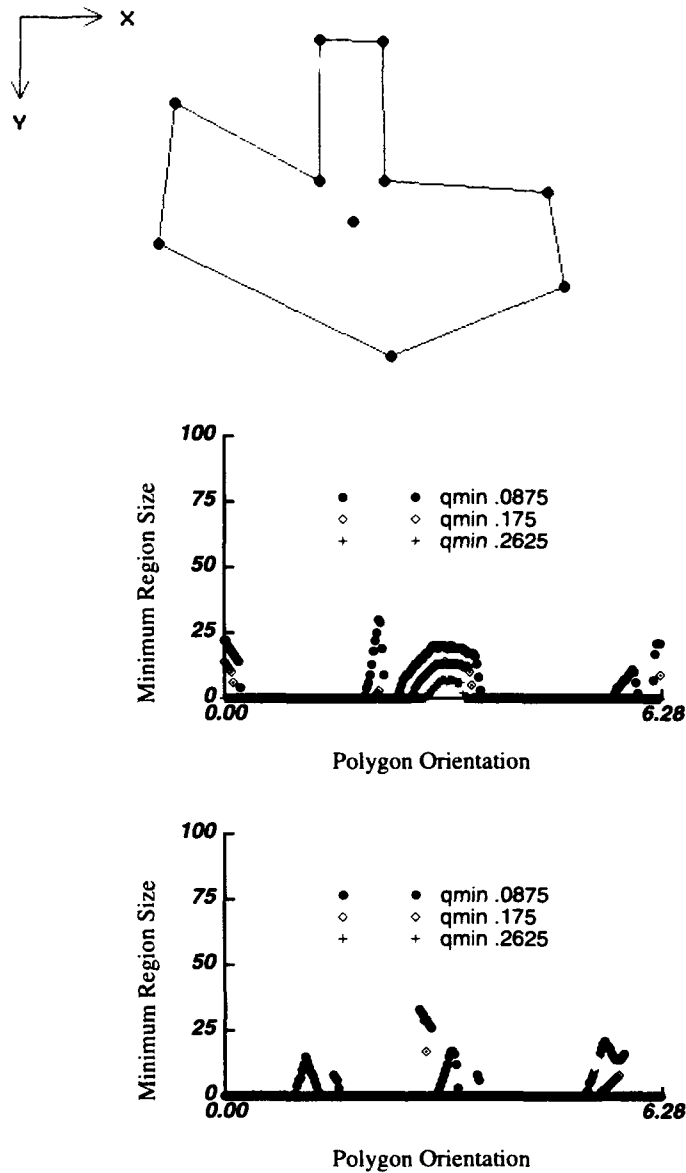 X
Y
100
75
50
25
0
Minimum Region Size
qmin .0875
qmin .175
qmin .2625
0.00
6.28
Polygon Orientation
100
75
50
25
0
Minimum Region Size
qmin .0875
qmin .175
qmin .2625
0.00
6.28
Polygon Orientation